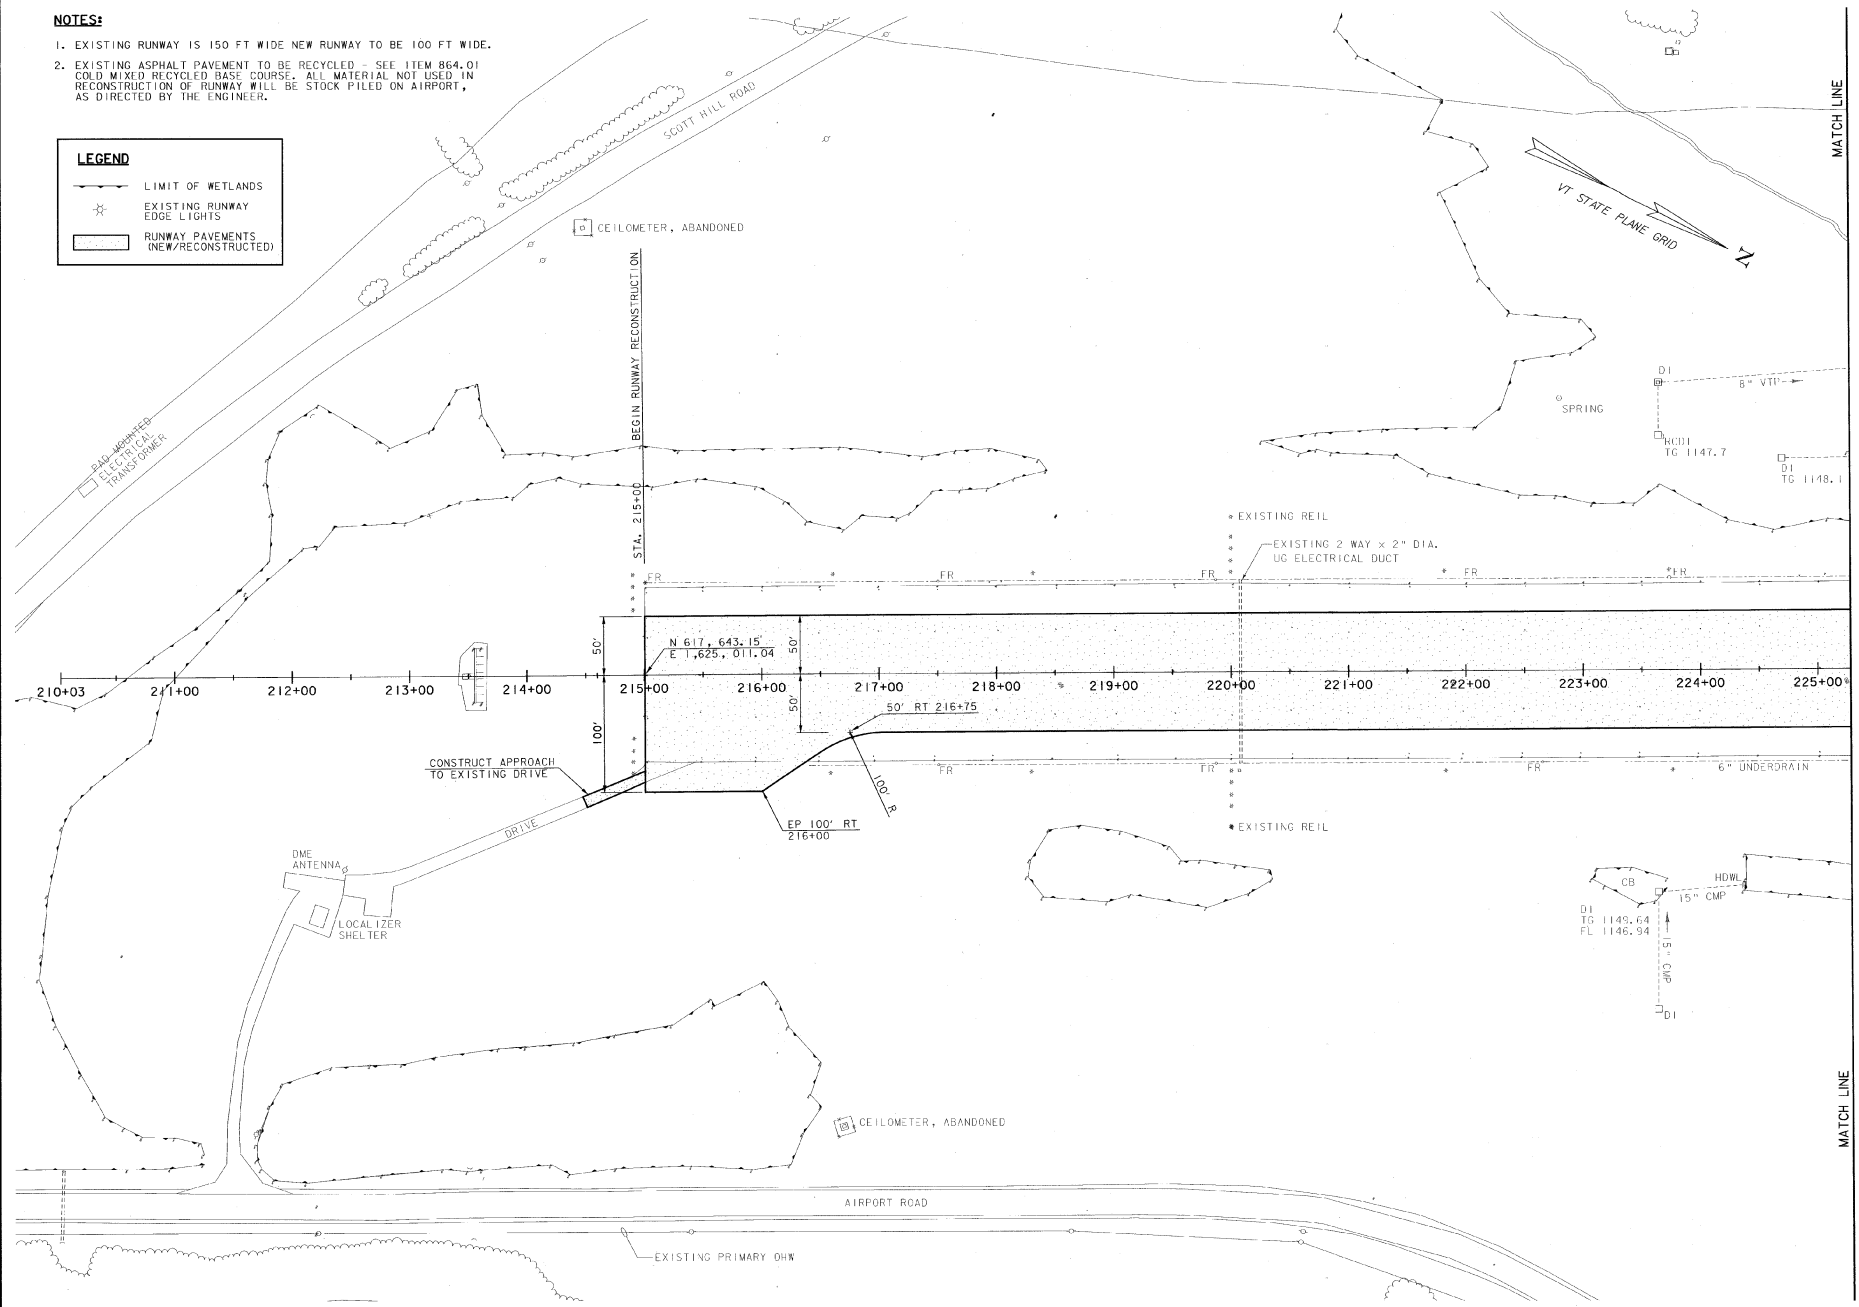 NOTES:
1. EXISTING RUNWAY IS 150 FT WIDE NEW RUNWAY TO BE 100 FT WIDE.
2. EXISTING ASPHALT PAVEMENT TO BE RECYCLED - SEE ITEM 864.01
COLD MIXED RECYCLED BASE COURSE. ALL MATERIAL NOT USED IN
RECONSTRUCTION OF RUNWAY WILL BE STOCK PILED ON AIRPORT,
AS DIRECTED BY THE ENGINEER.
LEGEND
LIMIT OF WETLANDS
EXISTING RUNWAY
EDGE LIGHTS
RUNWAY PAVEMENTS
(NEW/RECONSTRUCTED)
SCOTT HILL ROAD
MATCH LINE
VT STATE PLANE GRID
N
CEILOMETER, ABANDONED
STA. 215+00 BEGIN RUNWAY RECONSTRUCTION
PAD MOUNTED
ELECTRICAL
TRANSFORMER
DI
8" VTP
SPRING
RCDI
TG 1147.7
DI
TG 1148.1
EXISTING REIL
EXISTING 2 WAY x 2" DIA.
UG ELECTRICAL DUCT
FR
FR
FR
FR
FR
50'
N 617, 643.15
E 1,625, 011.04
50'
210+03
211+00
212+00
213+00
214+00
215+00
216+00
217+00
218+00
219+00
220+00
221+00
222+00
223+00
224+00
225+00
100'
50'
50' RT 216+75
CONSTRUCT APPROACH
TO EXISTING DRIVE
FR
FR
FR
6" UNDERDRAIN
100' R
DRIVE
EP 100' RT
216+00
EXISTING REIL
DME
ANTENNA
LOCALIZER
SHELTER
CB
HDWL
15" CMP
DI
TG 1149.64
FL 1146.94
15" CMP
DI
CEILOMETER, ABANDONED
MATCH LINE
AIRPORT ROAD
EXISTING PRIMARY OHW